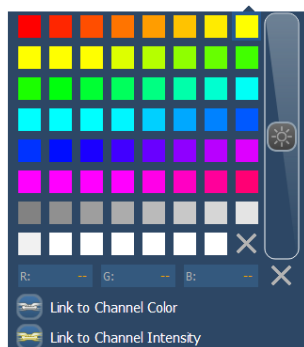 R: -- G: -- B: --
Link to Channel Color
Link to Channel Intensity